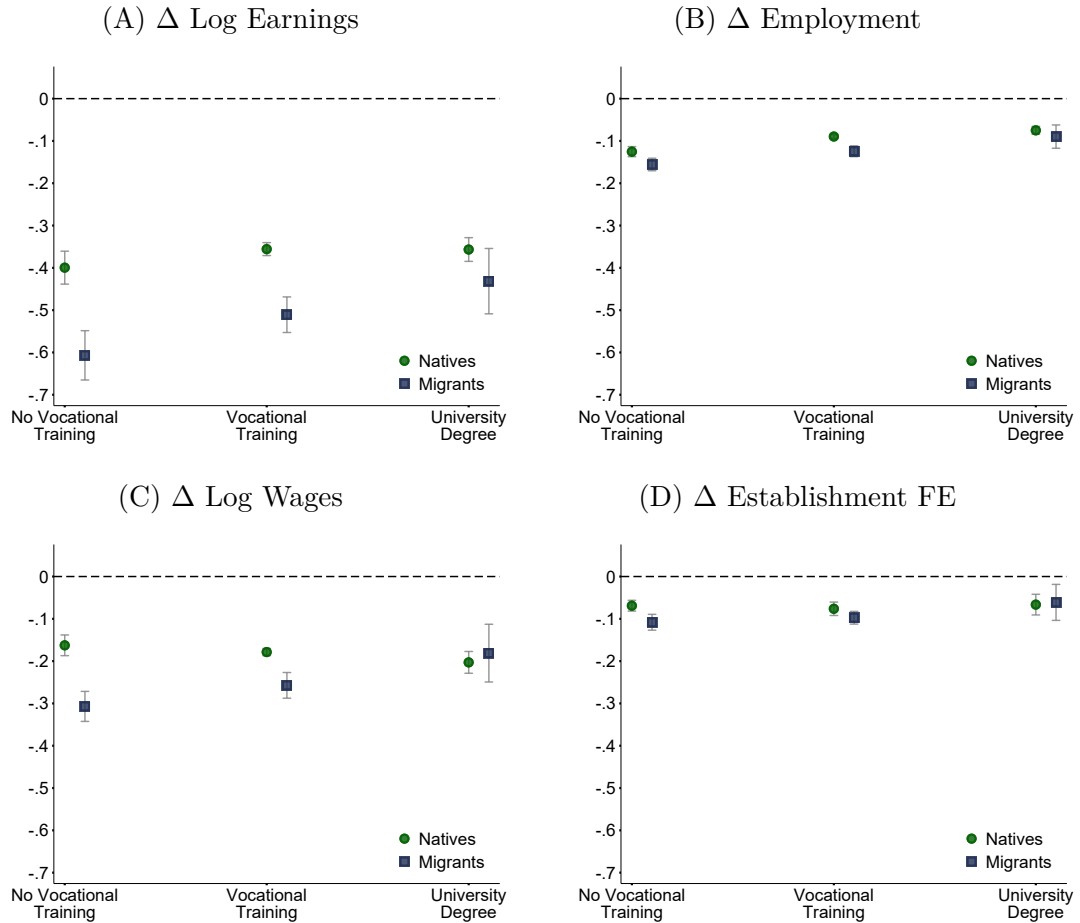 (A) Δ Log Earnings
0
-.1
-.2
-.3
-.4
-.5
-.6
-.7
Natives
Migrants
No Vocational
Training
Vocational
Training
University
Degree
(B) Δ Employment
0
-.1
-.2
-.3
-.4
-.5
-.6
-.7
Natives
Migrants
No Vocational
Training
Vocational
Training
University
Degree
(C) Δ Log Wages
0
-.1
-.2
-.3
-.4
-.5
-.6
-.7
Natives
Migrants
No Vocational
Training
Vocational
Training
University
Degree
(D) Δ Establishment FE
0
-.1
-.2
-.3
-.4
-.5
-.6
-.7
Natives
Migrants
No Vocational
Training
Vocational
Training
University
Degree